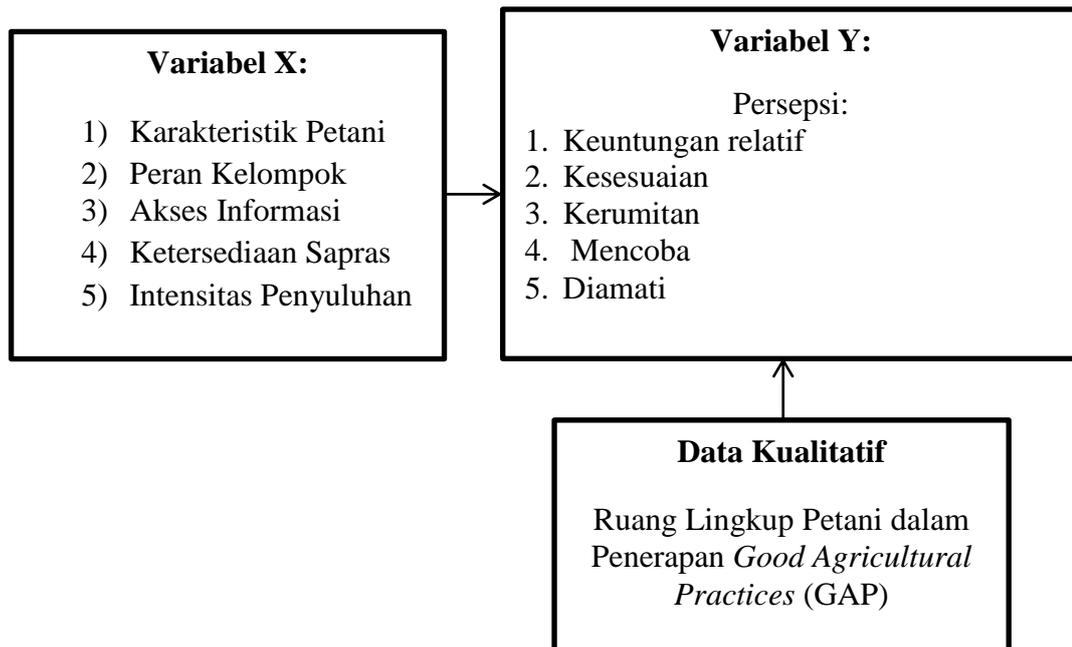 Variabel X:
1) Karakteristik Petani
2) Peran Kelompok
3) Akses Informasi
4) Ketersediaan Sapras
5) Intensitas Penyuluhan
Variabel Y:
Persepsi:
1. Keuntungan relatif
2. Kesesuaian
3. Kerumitan
4. Mencoba
5. Diamati
Data Kualitatif
Ruang Lingkup Petani dalam
Penerapan Good Agricultural
Practices (GAP)